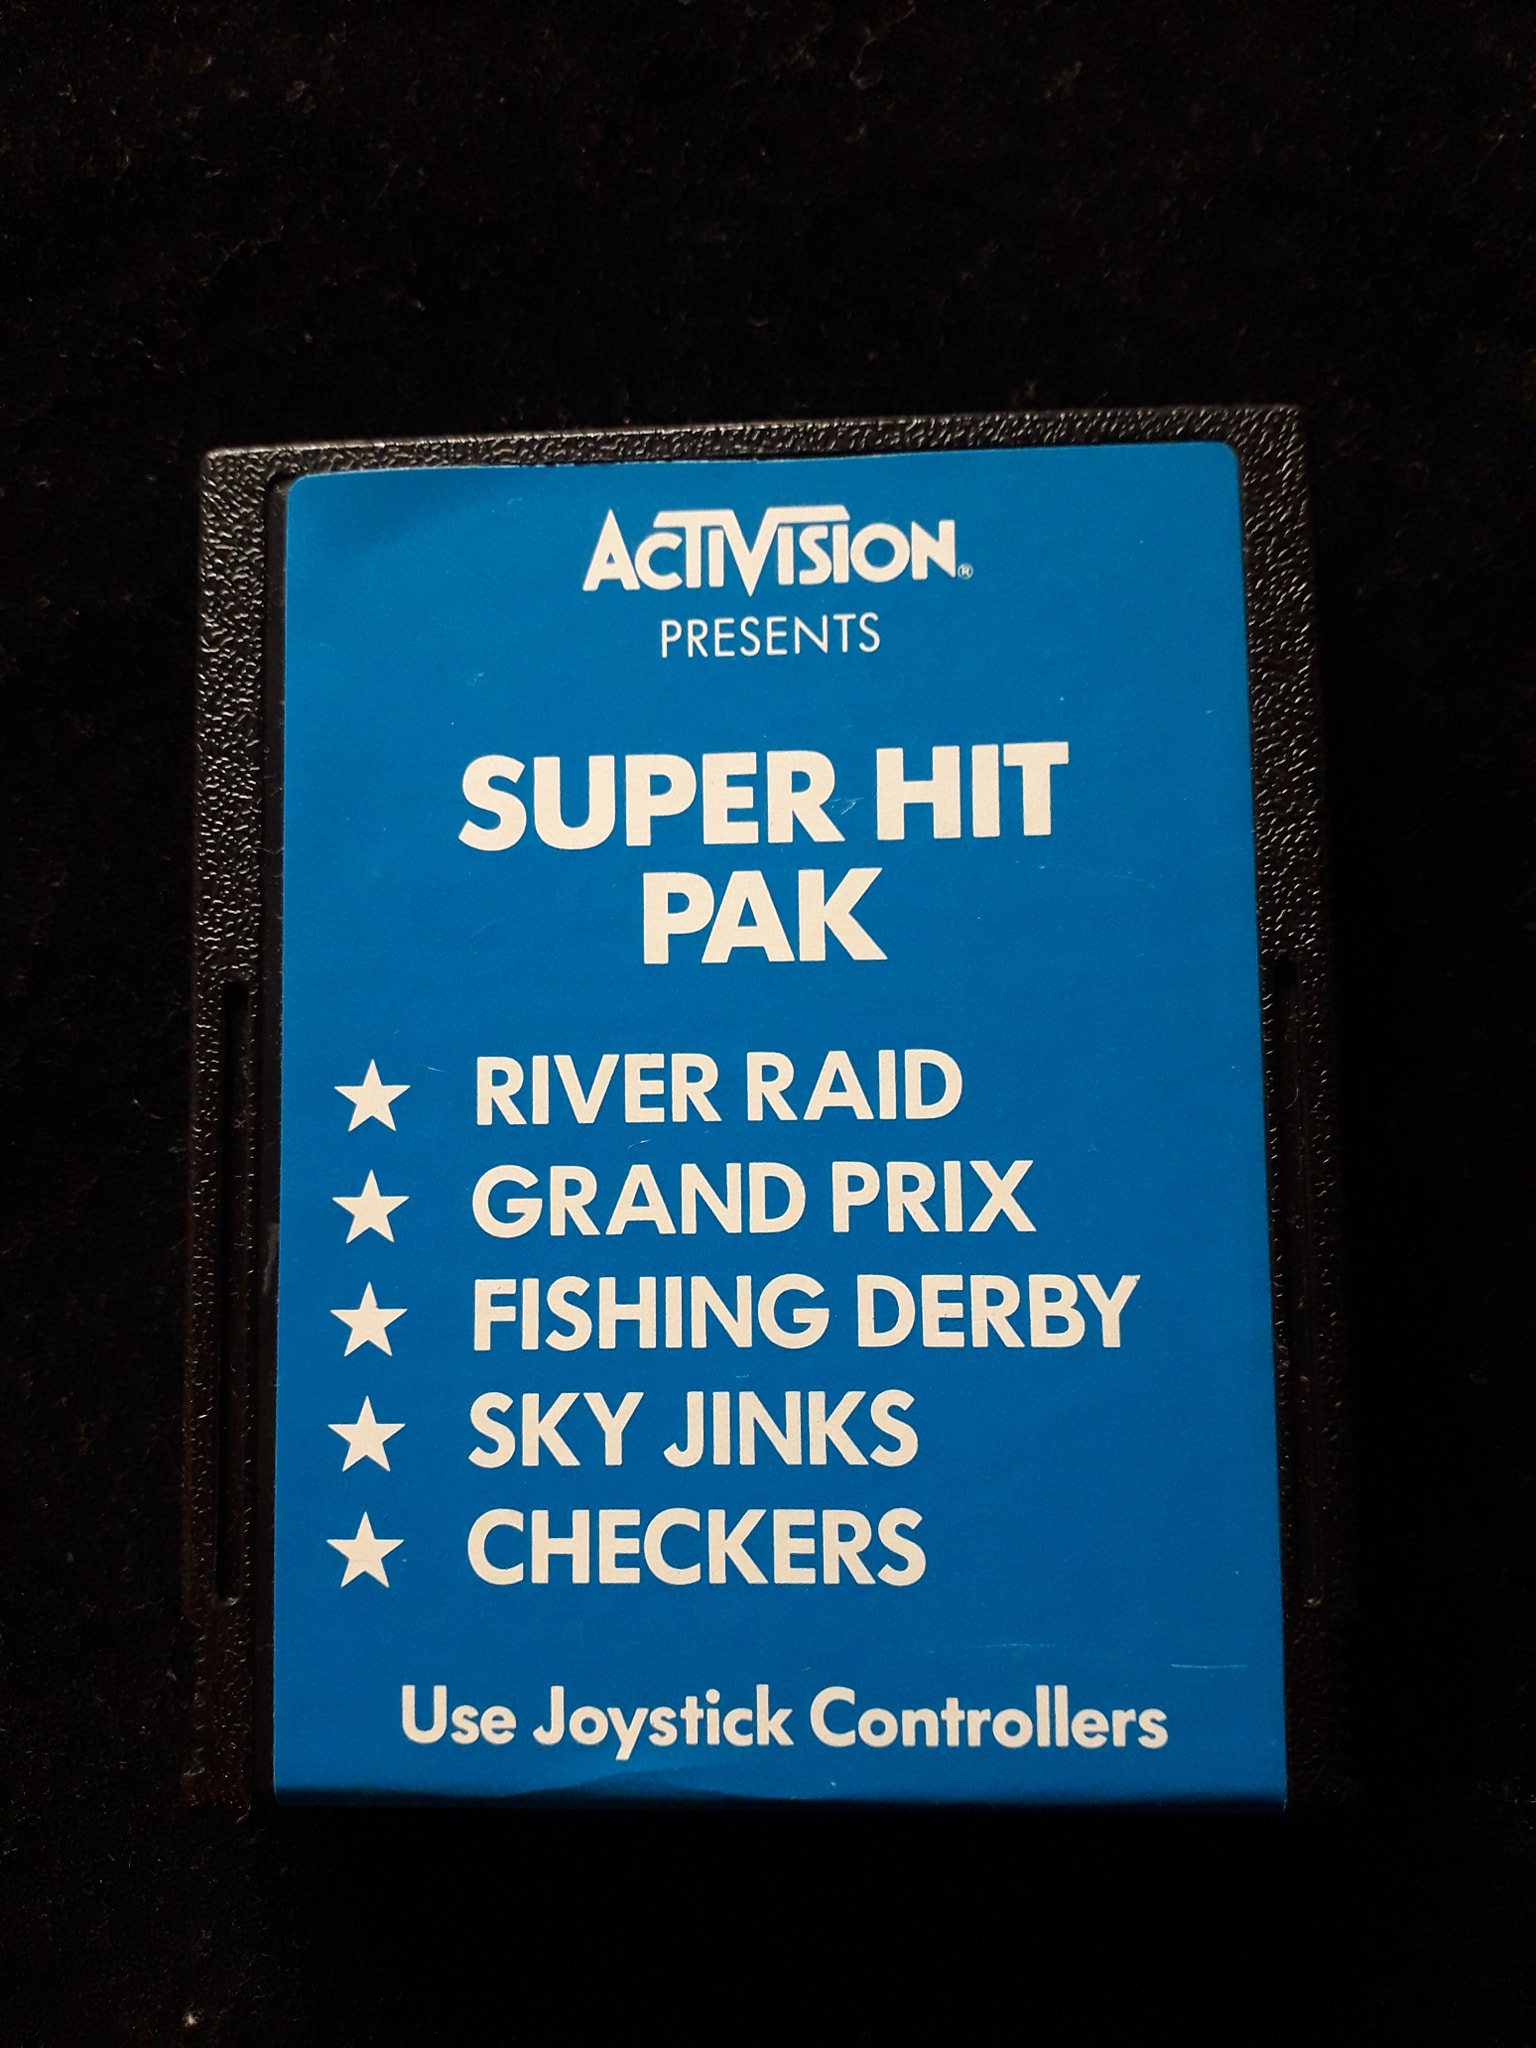 ACTIVISION®
PRESENTS
SUPER HIT
PAK
★ RIVER RAID
★ GRAND PRIX
★ FISHING DERBY
★ SKY JINKS
★ CHECKERS
Use Joystick Controllers